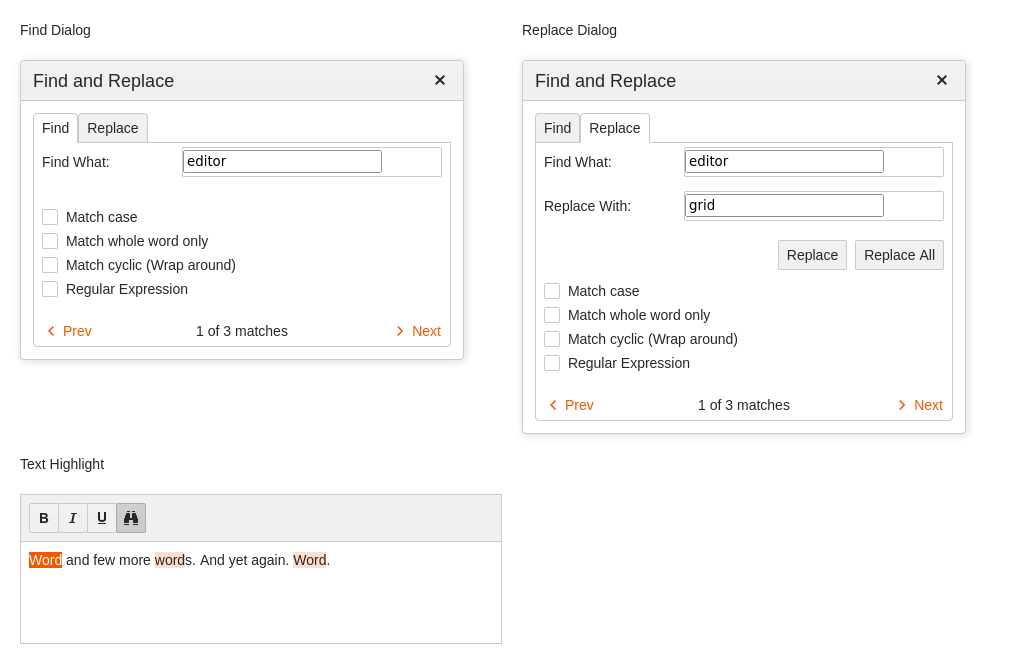 Find Dialog
Find and Replace
Find Replace
Find What: editor
Match case
Match whole word only
Match cyclic (Wrap around)
Regular Expression
Prev 1 of 3 matches Next
Replace Dialog
Find and Replace
Find Replace
Find What: editor
Replace With: grid
Replace Replace All
Match case
Match whole word only
Match cyclic (Wrap around)
Regular Expression
Prev 1 of 3 matches Next
Text Highlight
B I U
Word and few more words. And yet again. Word.